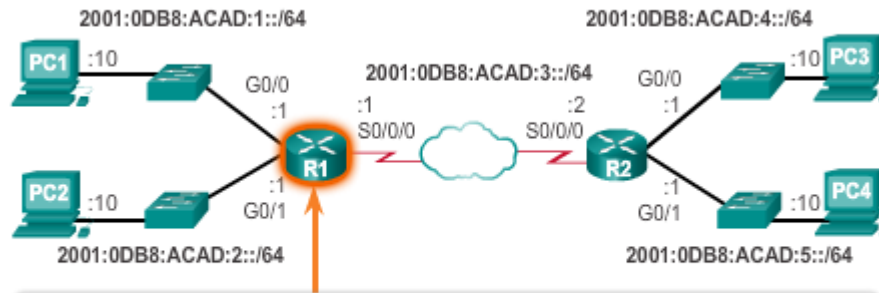 2001:0DB8:ACAD:1::/64
2001:0DB8:ACAD:4::/64
PC1
:10
:10
PC3
G0/0
2001:0DB8:ACAD:3::/64
G0/0
:1
:1
:2
:1
S0/0/0
S0/0/0
R1
R2
PC2
:10
:1
G0/1
:1
G0/1
:10
PC4
2001:0DB8:ACAD:2::/64
2001:0DB8:ACAD:5::/64